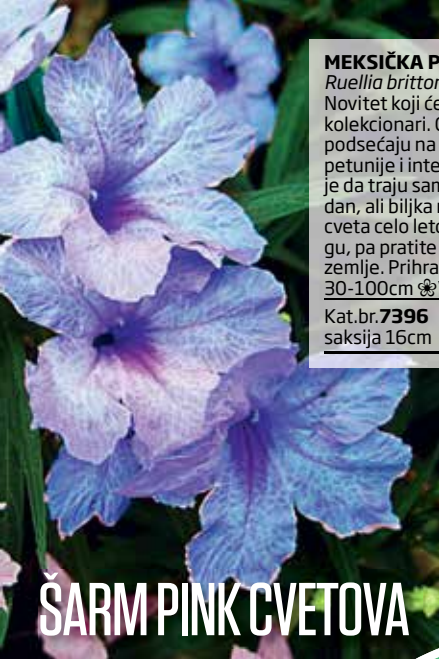 MEKSIČKA P
Ruellia britton
Novitet koji će
kolekcionari.
podsećaju na
petunije i inte
je da traju sam
dan, ali biljka
cveta celo leto
gu, pa pratite
zemlje. Prihra
30-100cm
Kat.br.7396
saksija 16cm
ŠARM PINK CVETOVA